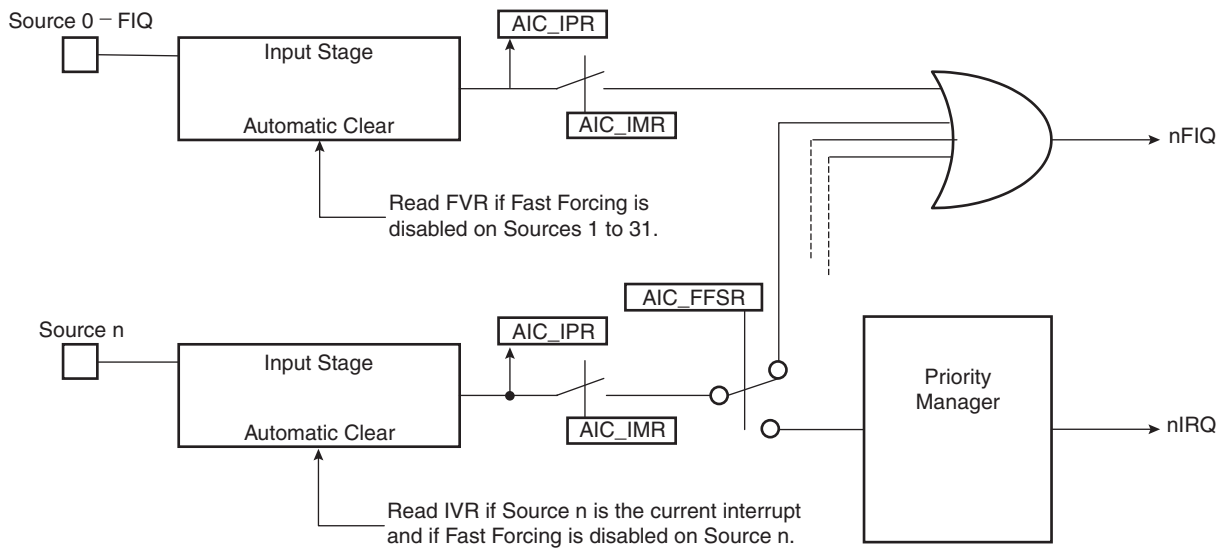 Source 0 – FIQ
AIC_IPR
Input Stage
Automatic Clear
AIC_IMR
nFIQ
Read FVR if Fast Forcing is
disabled on Sources 1 to 31.
AIC_FFSR
Source n
AIC_IPR
Input Stage
Automatic Clear
AIC_IMR
Priority
Manager
nIRQ
Read IVR if Source n is the current interrupt
and if Fast Forcing is disabled on Source n.